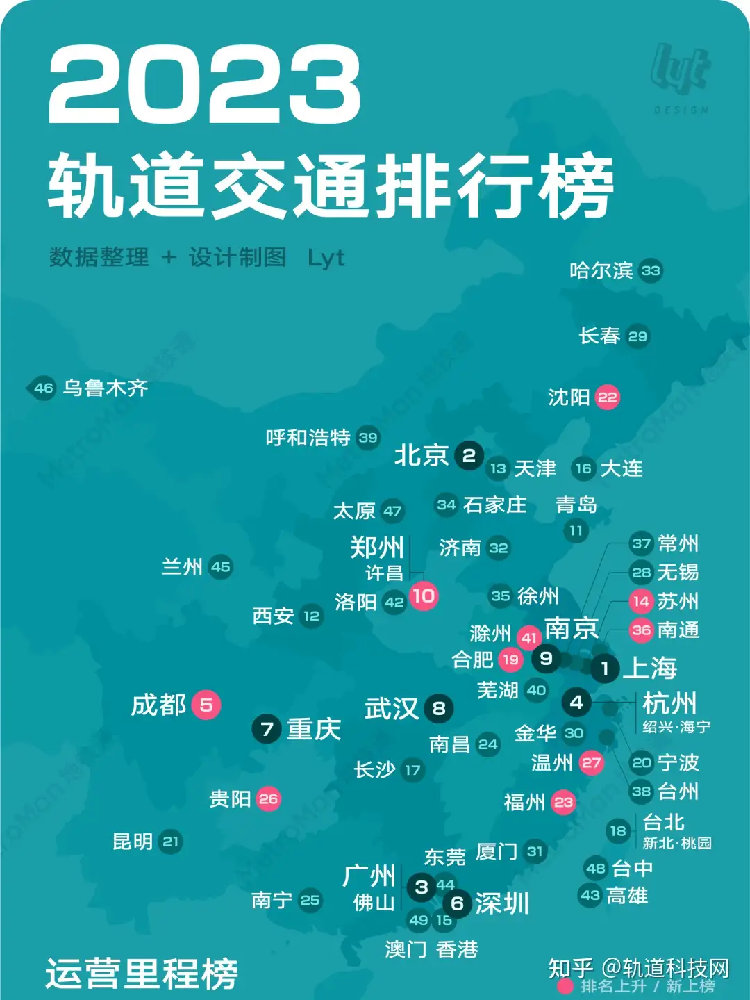 2023
lyt
DESIGN
轨道交通排行榜
数据整理 + 设计制图 Lyt
哈尔滨 33
长春 29
沈阳 22
46 乌鲁木齐
呼和浩特 39
北京 2
13 天津
16 大连
太原 47
34 石家庄
青岛
11
郑州
许昌
10
济南 32
37 常州
28 无锡
兰州 45
洛阳 42
35 徐州
14 苏州
西安 12
36 南通
滁州 41
南京
9
合肥 19
1 上海
芜湖 40
成都 5
武汉 8
4 杭州
绍兴·海宁
7 重庆
南昌 24
金华 30
长沙 17
温州 27
20 宁波
38 台州
贵阳 26
福州 23
18 台北
新北·桃园
昆明 21
东莞
44
厦门 31
48 台中
43 高雄
广州
佛山
3
南宁 25
6 深圳
49 15
澳门 香港
运营里程榜
知乎 @轨道科技网
排名上升 / 新上榜